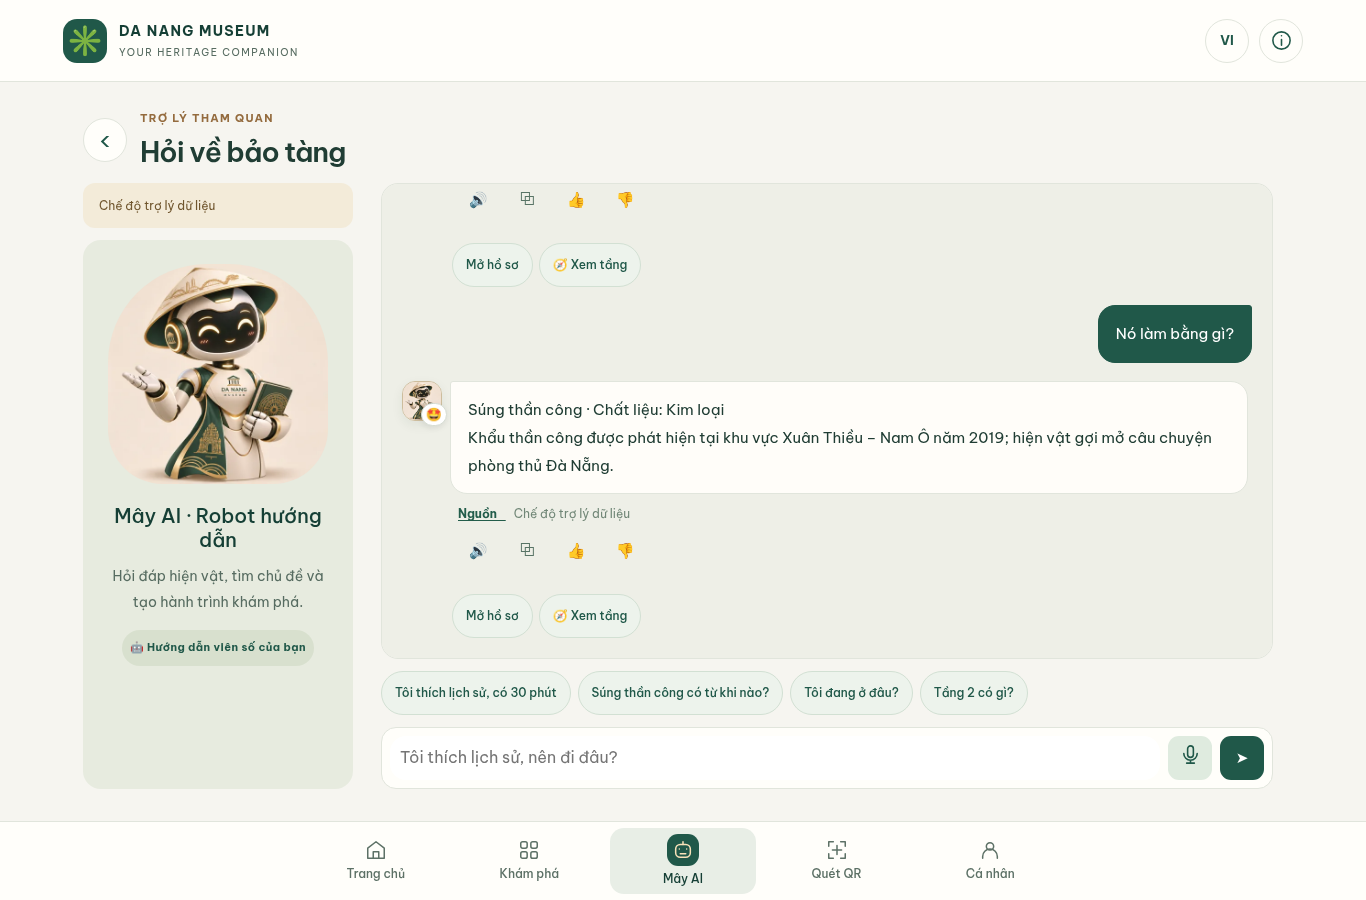 DA NANG MUSEUM
YOUR HERITAGE COMPANION
VI
TRỢ LÝ THAM QUAN
Hỏi về bảo tàng
Chế độ trợ lý dữ liệu
DA NANG
MUSEUM
Mây AI · Robot hướng
dẫn
Hỏi đáp hiện vật, tìm chủ đề và
tạo hành trình khám phá.
🤖 Hướng dẫn viên số của bạn
🔊 👍 👎
Mở hồ sơ
🧭 Xem tầng
Nó làm bằng gì?
🤩
Súng thần công · Chất liệu: Kim loại
Khẩu thần công được phát hiện tại khu vực Xuân Thiều – Nam Ô năm 2019; hiện vật gợi mở câu chuyện
phòng thủ Đà Nẵng.
Nguồn Chế độ trợ lý dữ liệu
🔊 👍 👎
Mở hồ sơ
🧭 Xem tầng
Tôi thích lịch sử, có 30 phút
Súng thần công có từ khi nào?
Tôi đang ở đâu?
Tầng 2 có gì?
Tôi thích lịch sử, nên đi đâu?
➤
Trang chủ
Khám phá
Mây AI
Quét QR
Cá nhân